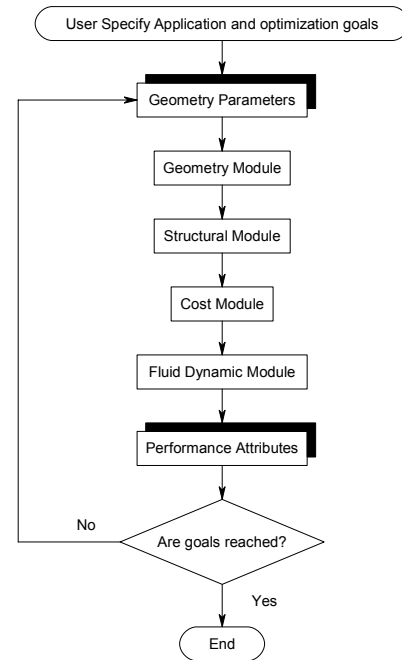 User Specify Application and optimization goals
Geometry Parameters
Geometry Module
Structural Module
Cost Module
Fluid Dynamic Module
Performance Attributes
No
Are goals reached?
Yes
End